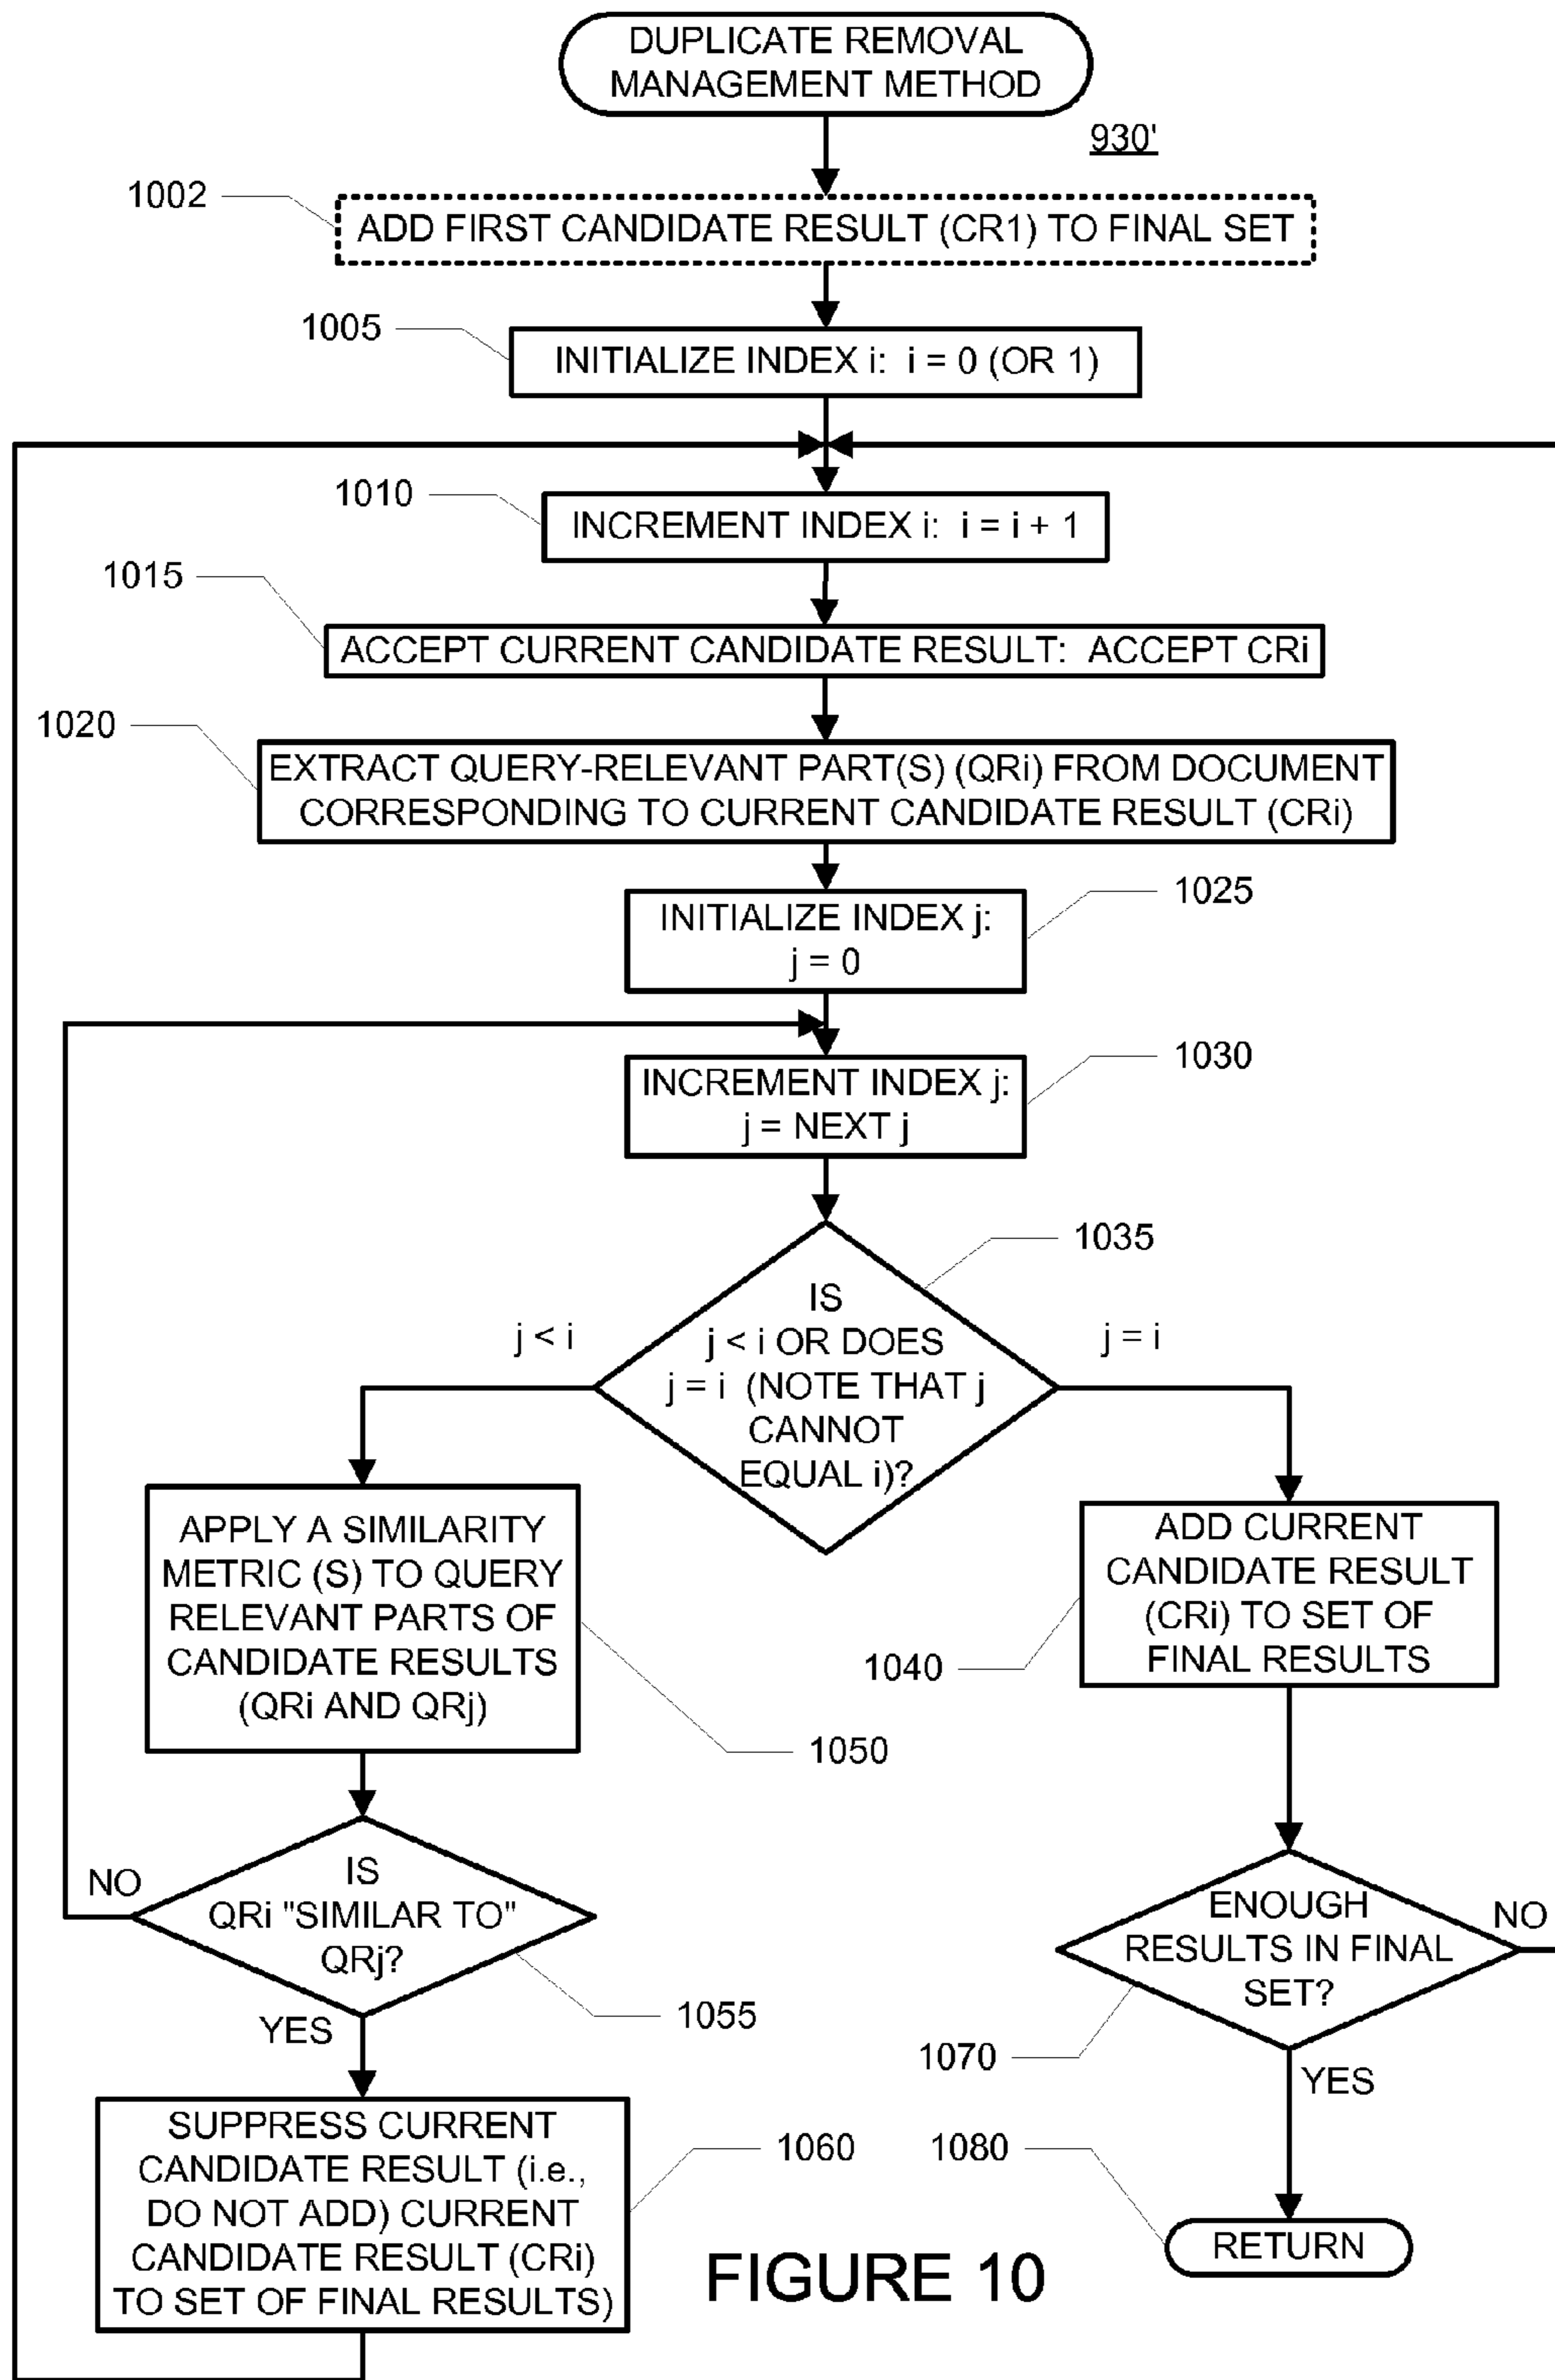 DUPLICATE REMOVAL
MANAGEMENT METHOD
930'
1002
ADD FIRST CANDIDATE RESULT (CR1) TO FINAL SET
1005
INITIALIZE INDEX i: i = 0 (OR 1)
1010
INCREMENT INDEX i: i = i + 1
1015
ACCEPT CURRENT CANDIDATE RESULT: ACCEPT CRi
1020
EXTRACT QUERY-RELEVANT PART(S) (QRi) FROM DOCUMENT
CORRESPONDING TO CURRENT CANDIDATE RESULT (CRi)
1025
INITIALIZE INDEX j:
j = 0
1030
INCREMENT INDEX j:
j = NEXT j
1035
IS
j < i OR DOES
j = i (NOTE THAT j
CANNOT
EQUAL i)?
j < i
j = i
APPLY A SIMILARITY
METRIC (S) TO QUERY
RELEVANT PARTS OF
CANDIDATE RESULTS
(QRi AND QRj)
1050
ADD CURRENT
CANDIDATE RESULT
(CRi) TO SET OF
FINAL RESULTS
1040
NO
IS
QRi "SIMILAR TO"
QRj?
1055
YES
ENOUGH
RESULTS IN FINAL
SET?
NO
1070
YES
SUPPRESS CURRENT
CANDIDATE RESULT (i.e.,
DO NOT ADD) CURRENT
CANDIDATE RESULT (CRi)
TO SET OF FINAL RESULTS)
1060
1080
RETURN
FIGURE 10